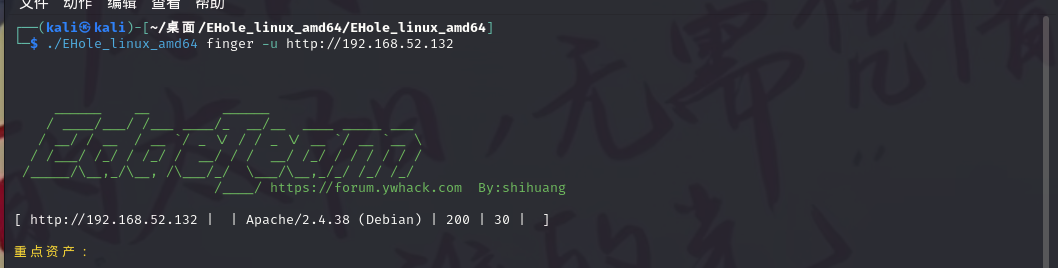 文件 动作 编辑 查看 帮助
┌──(kali㉿kali)-[~/桌面/EHole_linux_amd64/EHole_linux_amd64]
└─$ ./EHole_linux_amd64 finger -u http://192.168.52.132
https://forum.ywhack.com By:shihuang
[ http://192.168.52.132 |  | Apache/2.4.38 (Debian) | 200 | 30 |  ]
重点资产：